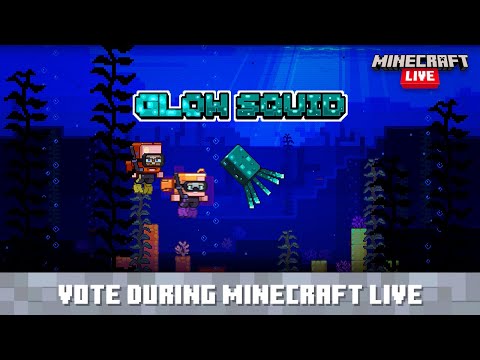 MINECRAFT
LIVE
GLOW SQUID
VOTE DURING MINECRAFT LIVE